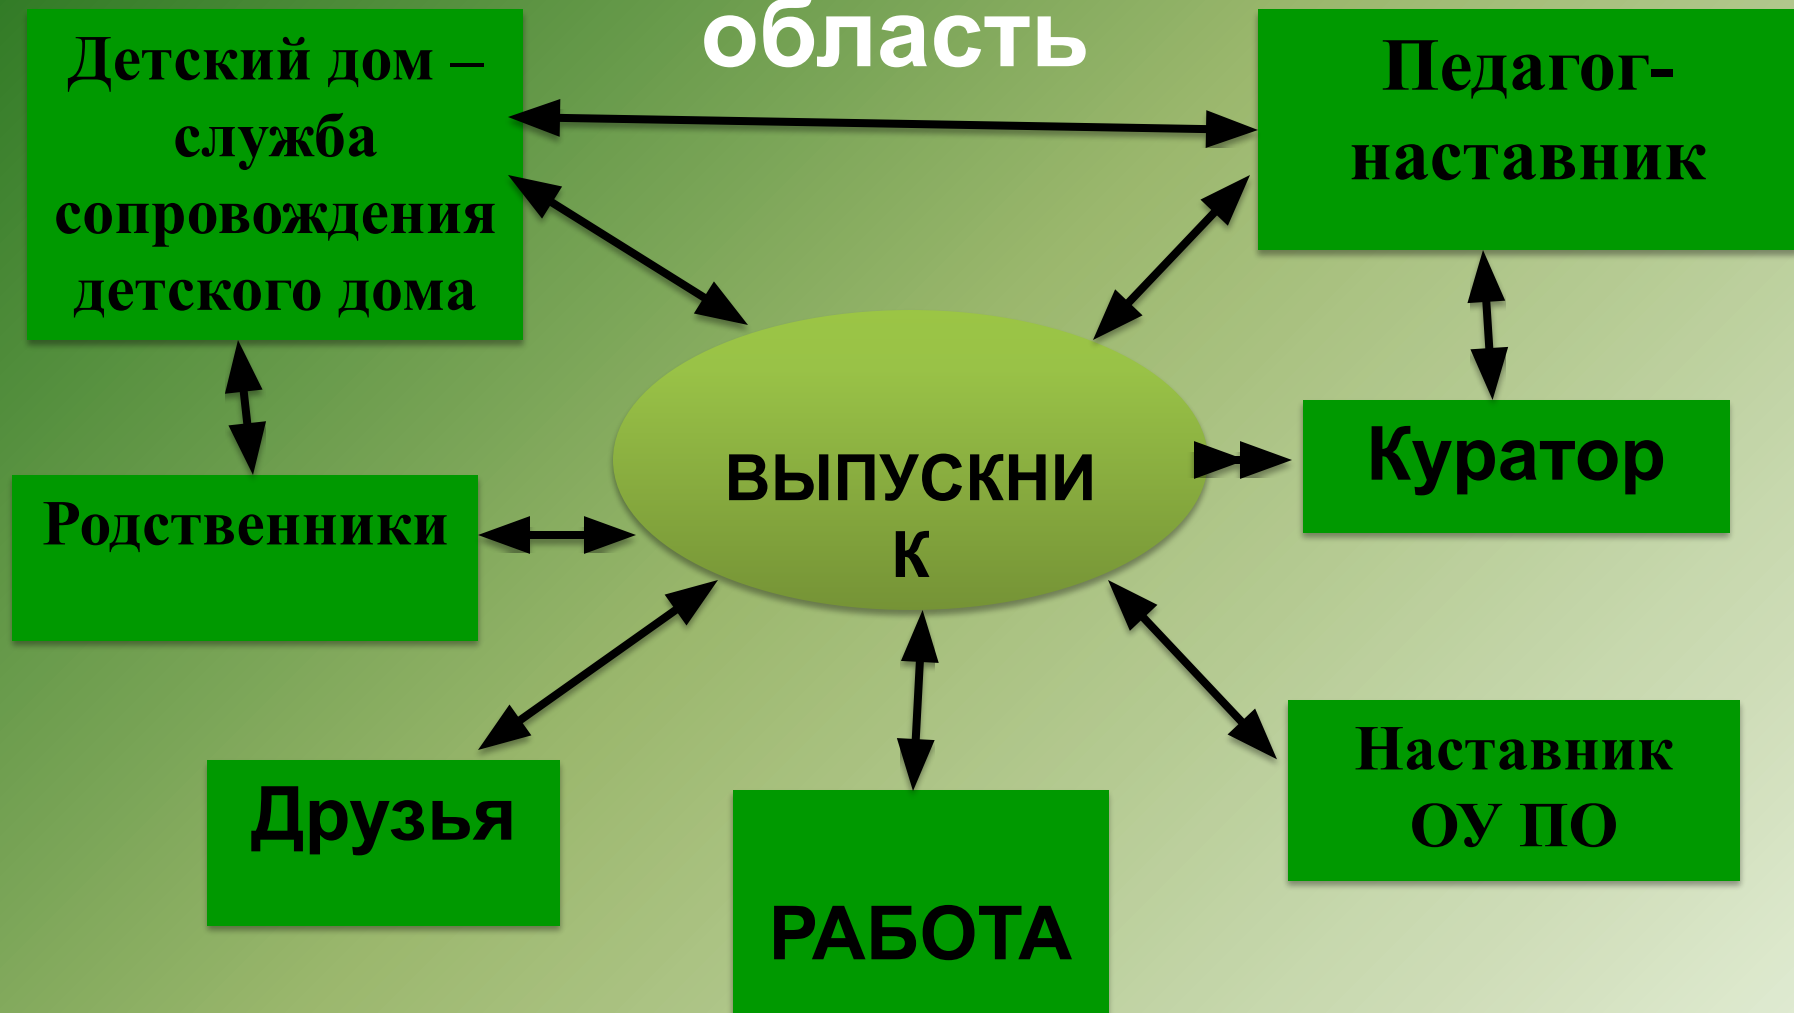 область
Детский дом –
служба
сопровождения
детского дома
Педагог-
наставник
ВЫПУСКНИ
К
Куратор
Родственники
Друзья
РАБОТА
Наставник
ОУ ПО